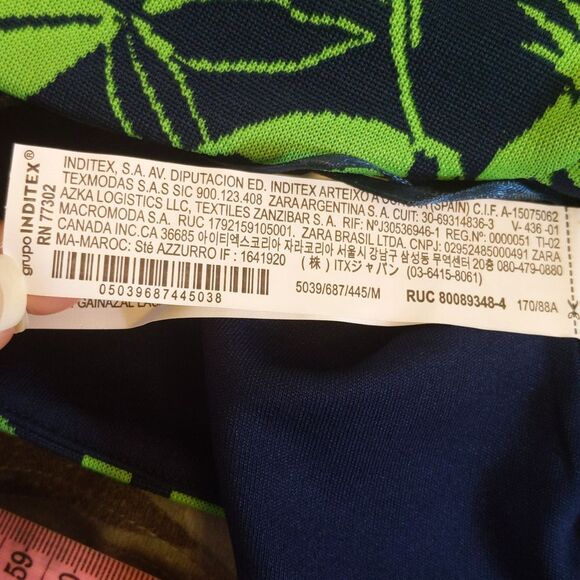 grupo INDITEX®
RN 77302
INDITEX, S.A. AV. DIPUTACION ED. INDITEX ARTEIXO A SPAIN) C.I.F. A-15075062
TEXMODAS S.A.S SIC 900.123.408 ZARA ARGENTINA S.A. CUIT: 30-69314836-3 V- 436 -01
AZKA LOGISTICS LLC, TEXTILES ZANZIBAR S.A. RIF: NºJ30536946-1 REG.Nº: 0000051 TI-02
MACROMODA S.A. RUC 1792159105001. ZARA BRASIL LTDA. CNPJ: 02952485000491 ZARA
CANADA INC.CA 36685 아이티엑스코리아 자라코리아 서울시 강남구 삼성동 무역센터 20층 080-479-0880
MA-MAROC: Sté AZZURRO IF : 1641920 (株) ITXジャパン (03-6415-8061)
05039687445038
5039/687/445/M
RUC 80089348-4
170/88A
GAINAZAL
59